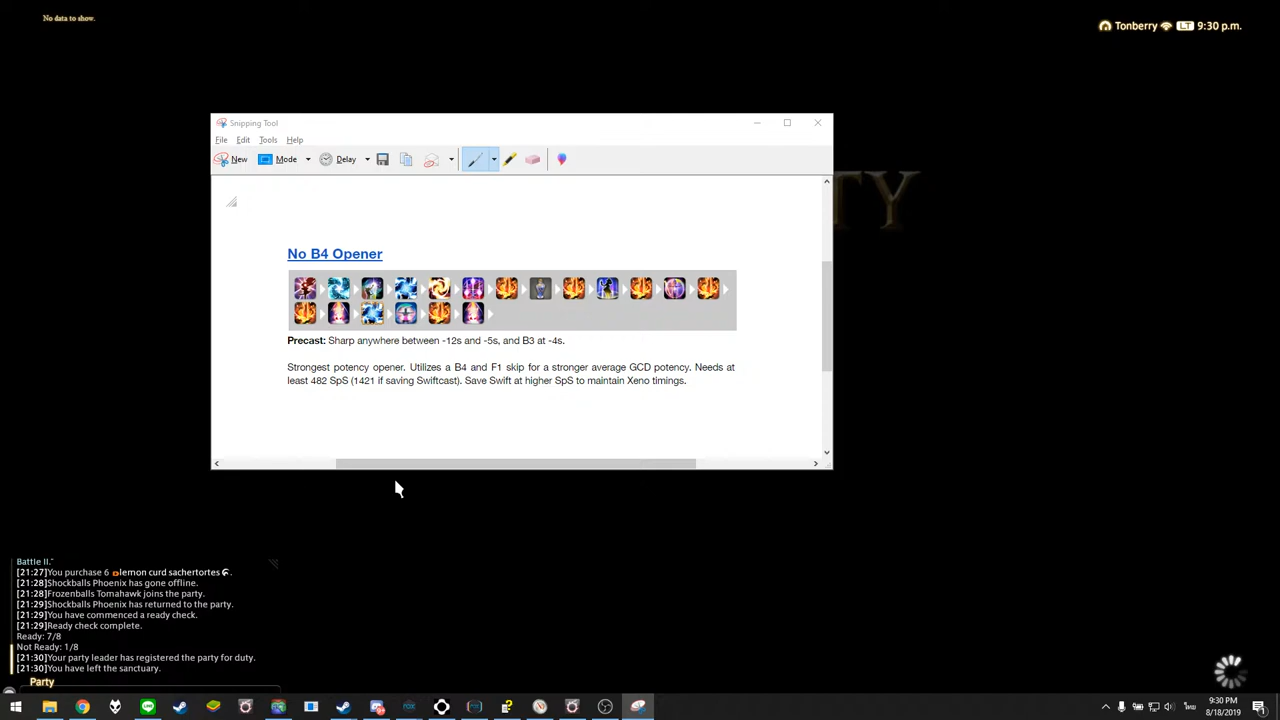 No data to show.
Tonberry LT 9:30 p.m.
Snipping Tool
File Edit Tools Help
New Mode Delay
TY
No B4 Opener
Precast: Sharp anywhere between -12s and -5s, and B3 at -4s.
Strongest potency opener. Utilizes a B4 and F1 skip for a stronger average GCD potency. Needs at
least 482 SpS (1421 if saving Swiftcast). Save Swift at higher SpS to maintain Xeno timings.
Battle II."
[21:27]You purchase 6 lemon curd sachertortes.
[21:28]Shockballs Phoenix has gone offline.
[21:28]Frozenballs Tomahawk joins the party.
[21:29]Shockballs Phoenix has returned to the party.
[21:29]You have commenced a ready check.
[21:29]Ready check complete.
Ready: 7/8
Not Ready: 1/8
[21:30]Your party leader has registered the party for duty.
[21:30]You have left the sanctuary.
Party
9:30 PM
8/18/2019